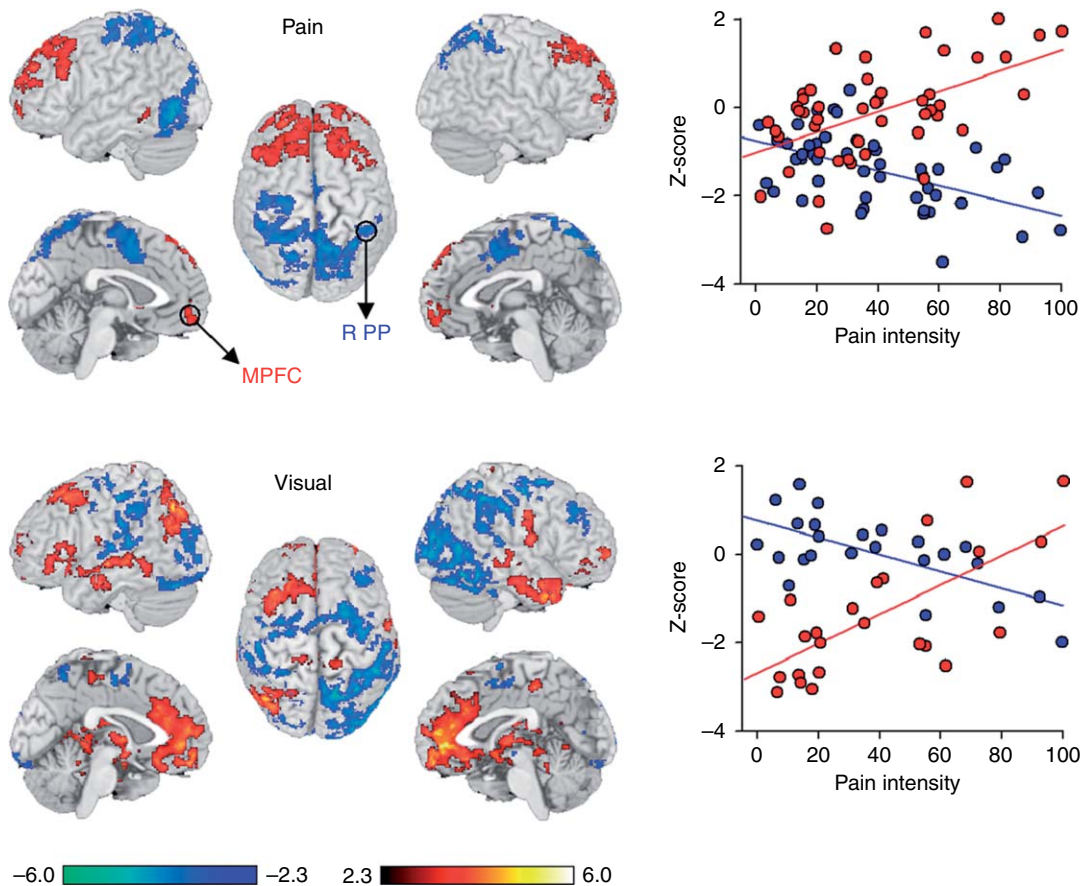 Pain
R PP
MPFC
Z-score
2
0
–2
–4
0 20 40 60 80 100
Pain intensity
Visual
Z-score
2
0
–2
–4
0 20 40 60 80 100
Pain intensity
–6.0 –2.3 2.3 6.0